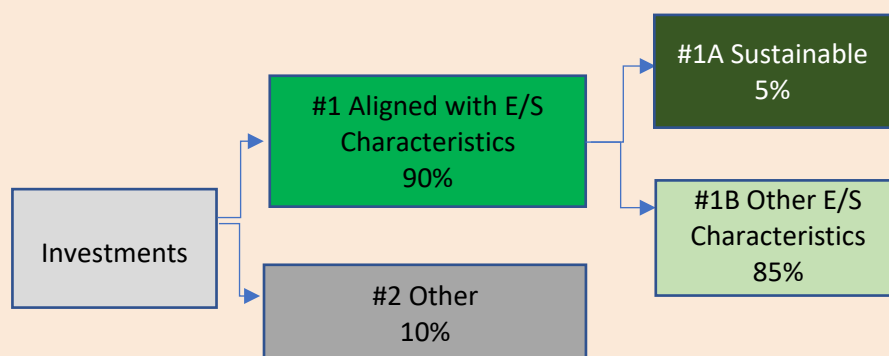 Investments
#1 Aligned with E/S
Characteristics
90%
#2 Other
10%
#1A Sustainable
5%
#1B Other E/S
Characteristics
85%